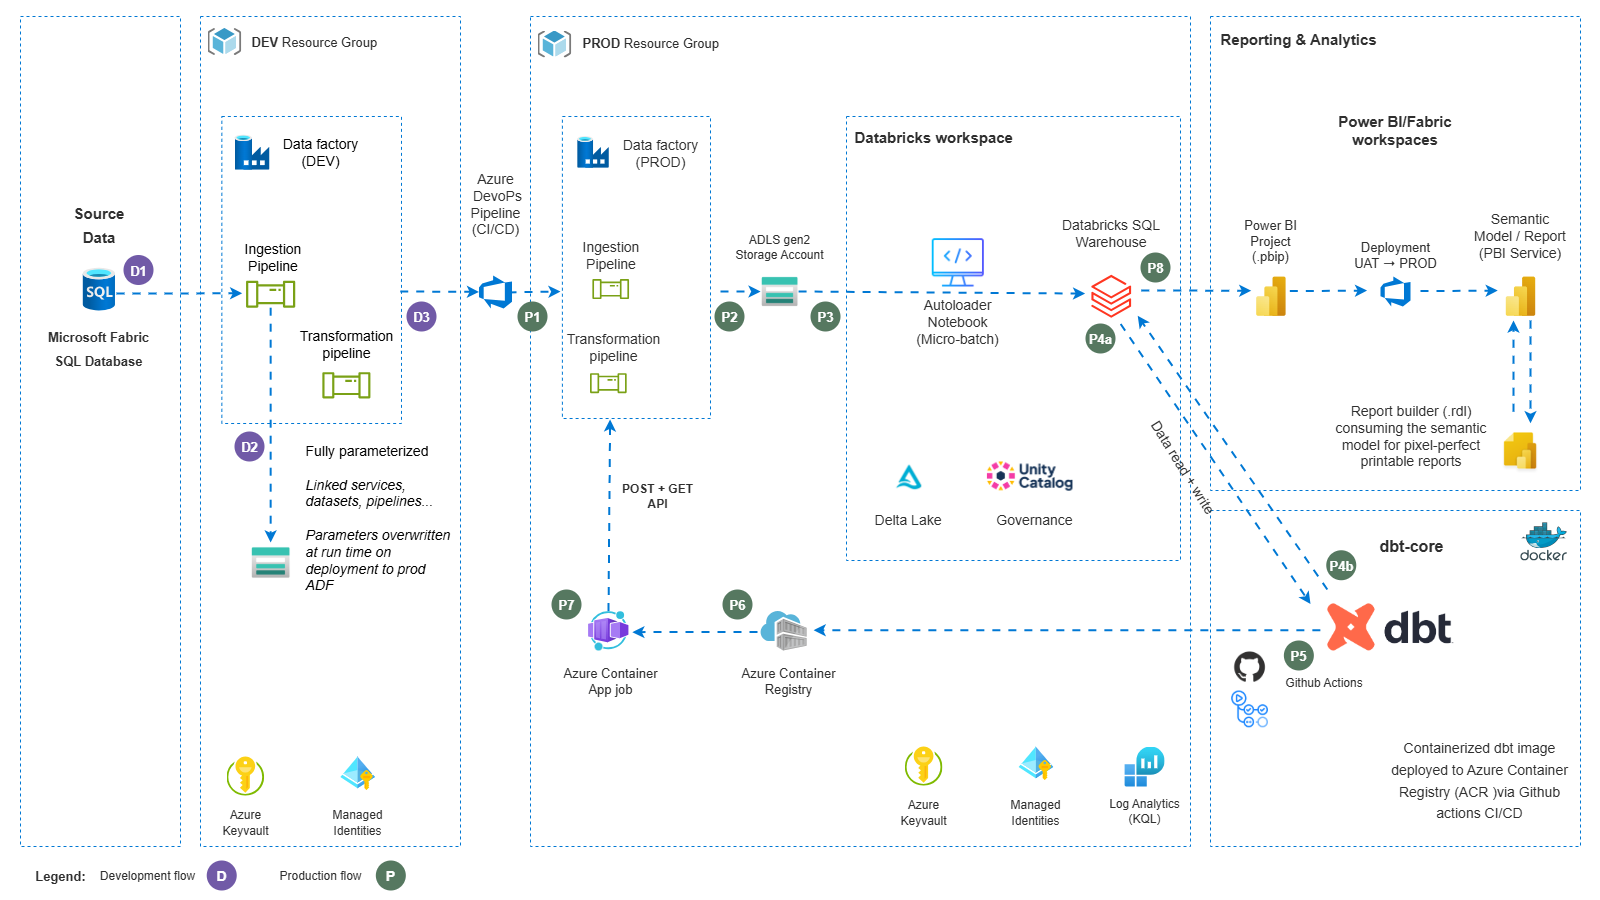 DEV Resource Group
PROD Resource Group
Reporting & Analytics
Data factory
(DEV)
Data factory
(PROD)
Databricks workspace
Power BI/Fabric
workspaces
Azure
DevoPs
Pipeline
(CI/CD)
Source
Data
D1
SQL
Microsoft Fabric
SQL Database
Ingestion
Pipeline
Transformation
pipeline
D3
P1
Ingestion
Pipeline
Transformation
pipeline
ADLS gen2
Storage Account
P2
P3
Autoloader
Notebook
(Micro-batch)
Databricks SQL
Warehouse
P8
P4a
Power BI
Project
(.pbip)
Deployment
UAT → PROD
Semantic
Model / Report
(PBI Service)
Report builder (.rdl)
consuming the semantic
model for pixel-perfect
printable reports
D2
Fully parameterized
Linked services,
datasets, pipelines...
Parameters overwritten
at run time on
deployment to prod
ADF
POST + GET
API
Delta Lake
Unity
Catalog
Governance
Data read + write
dbt-core
docker
P4b
dbt
P5
Github Actions
P7
Azure Container
App job
P6
Azure Container
Registry
Containerized dbt image
deployed to Azure Container
Registry (ACR )via Github
actions CI/CD
Azure
Keyvault
Managed
Identities
Azure
Keyvault
Managed
Identities
Log Analytics
(KQL)
Legend:
Development flow
D
Production flow
P